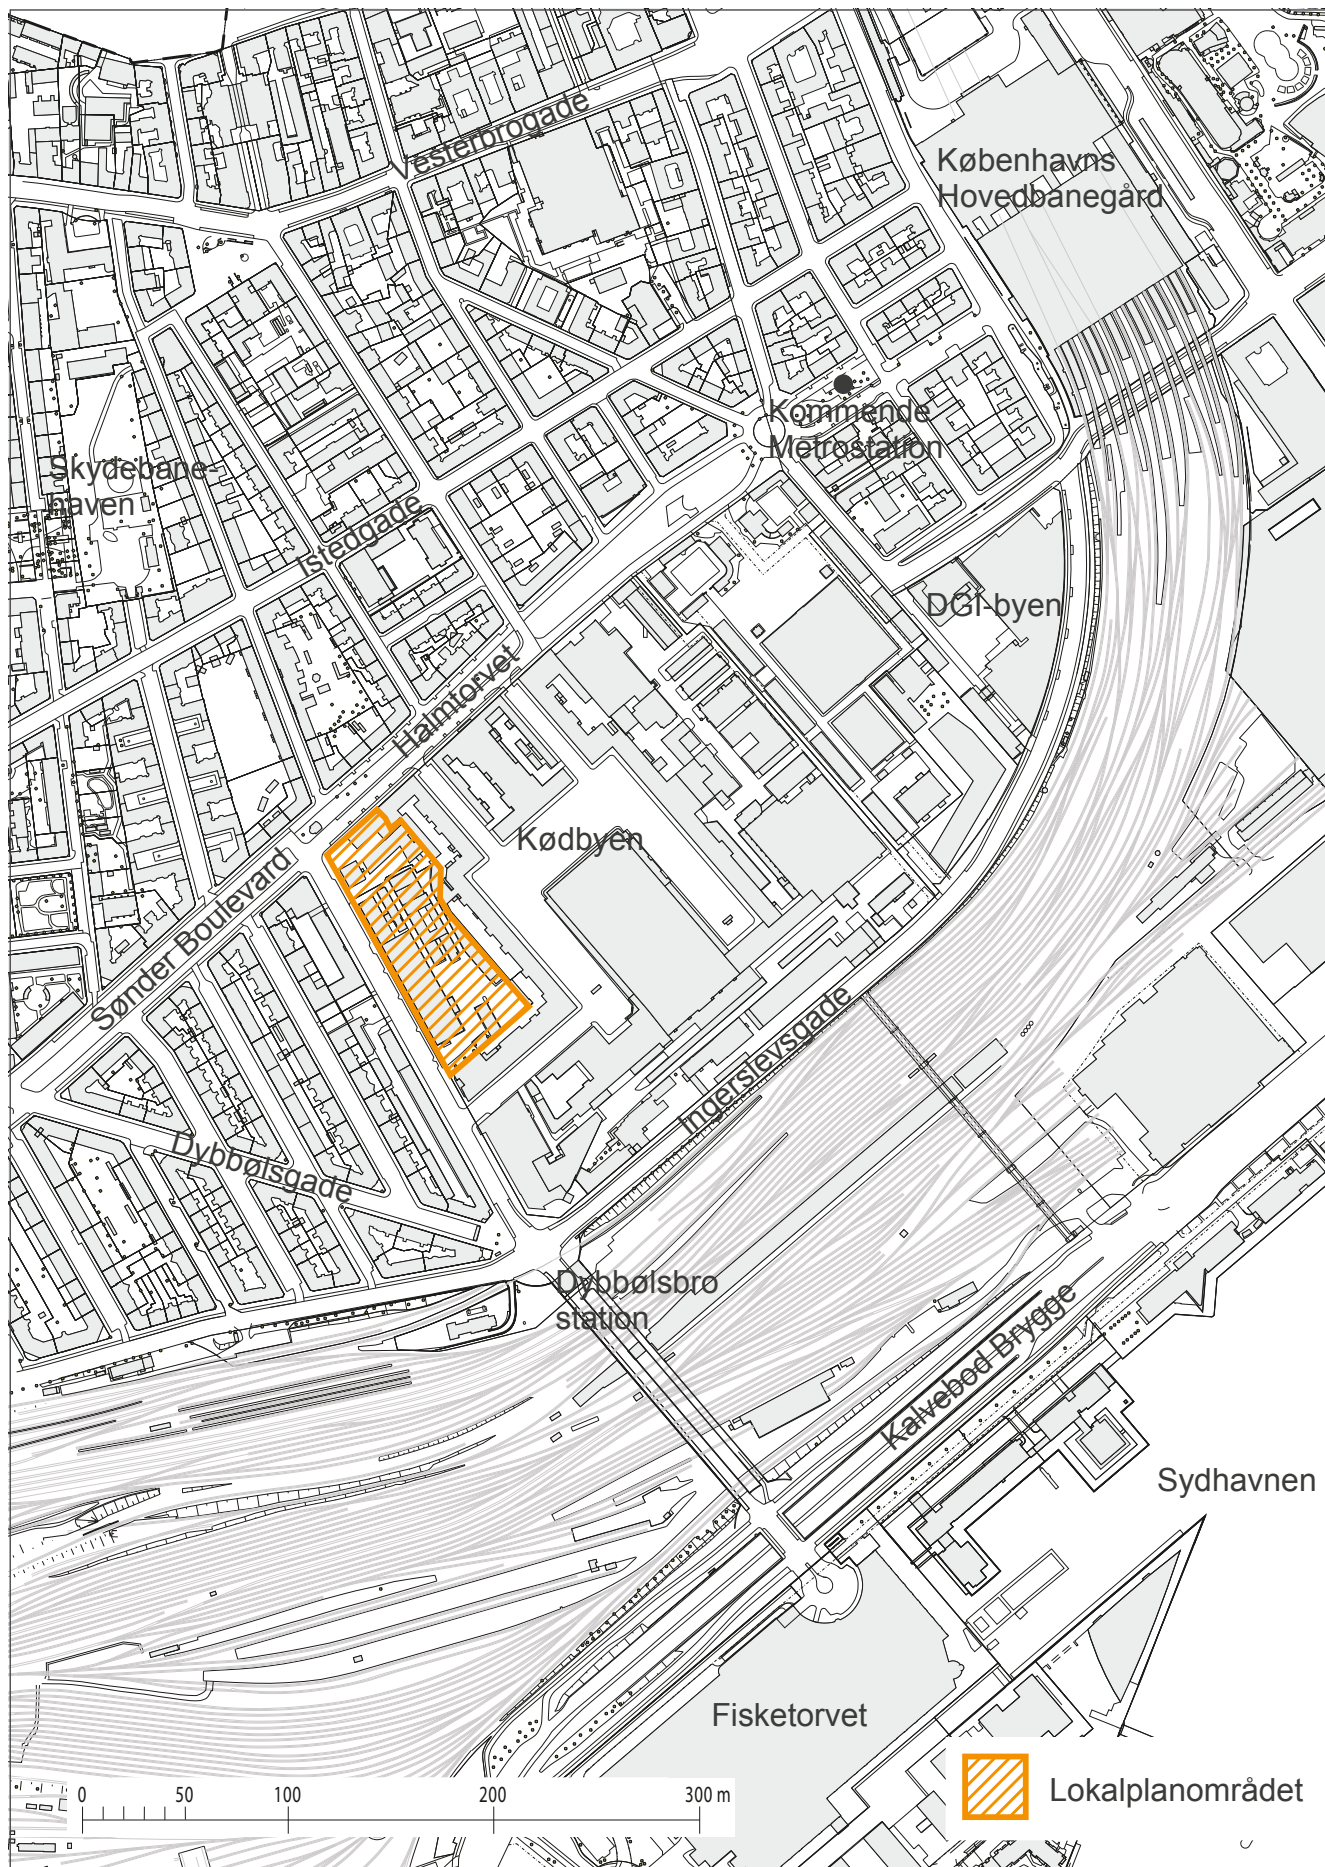 Vesterbrogade
Københavns
Hovedbanegård
Kommende
Metrostation
Skydebane-
haven
Istedgade
DGI-byen
Halmtorvet
Kødbyen
Sønder Boulevard
Ingerslevsgade
Dybbølsgade
Dybbølsbro
station
Kalvebod Brygge
Sydhavnen
Fisketorvet
Lokalplanområdet
0 50 100 200 300 m